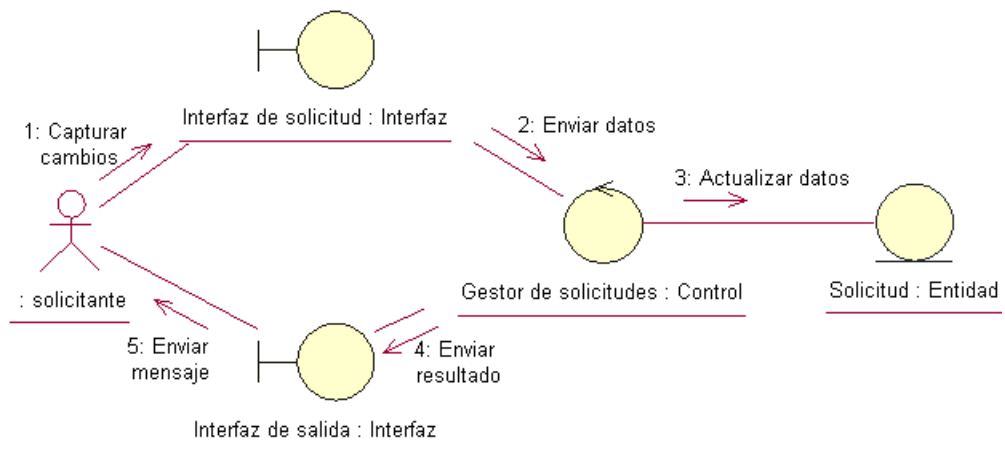 Interfaz de solicitud : Interfaz
1: Capturar
cambios
2: Enviar datos
3: Actualizar datos
: solicitante
Gestor de solicitudes : Control
Solicitud : Entidad
5: Enviar
mensaje
4: Enviar
resultado
Interfaz de salida : Interfaz